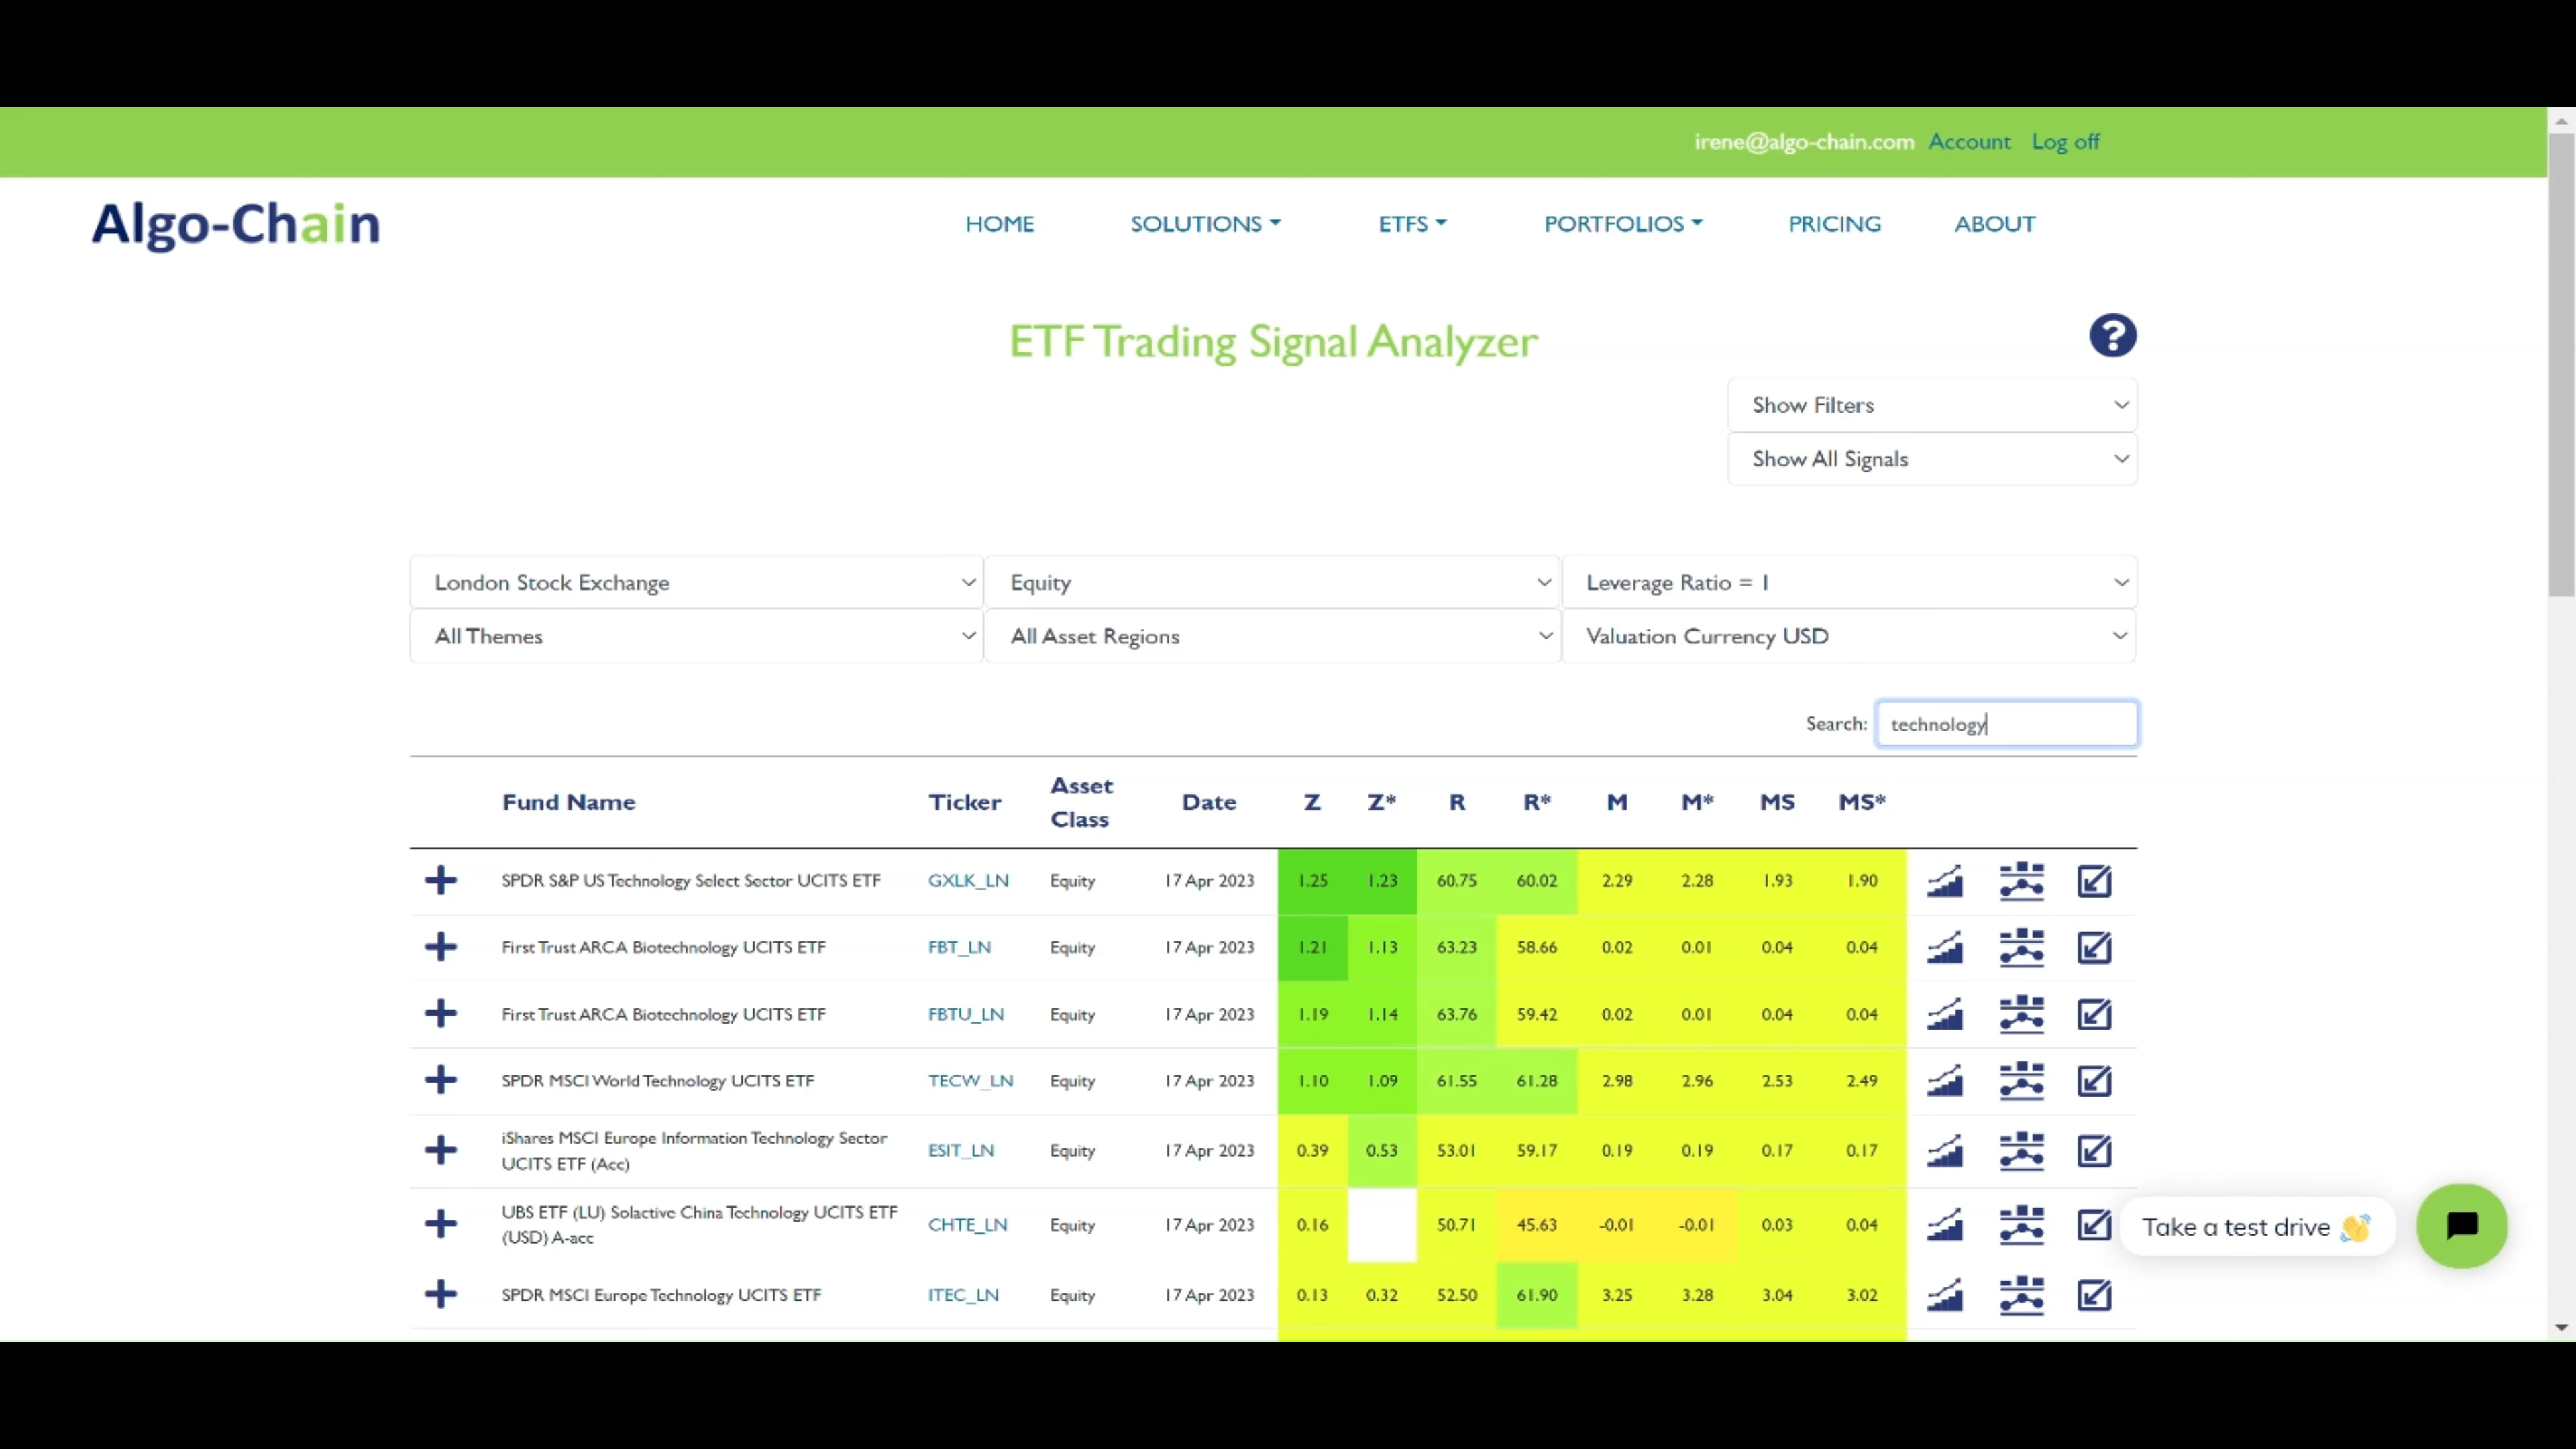 irene@algo-chain.com Account Log off
Algo-Chain
HOME SOLUTIONS ETFS PORTFOLIOS PRICING ABOUT
ETF Trading Signal Analyzer
?
Show Filters
Show All Signals
London Stock Exchange Equity Leverage Ratio = 1
All Themes All Asset Regions Valuation Currency USD
Search: technology
Fund Name Ticker Asset Class Date Z Z* R R* M M* MS MS*
SPDR S&P US Technology Select Sector UCITS ETF GXLK_LN Equity 17 Apr 2023 1.25 1.23 60.75 60.02 2.29 2.28 1.93 1.90
First Trust ARCA Biotechnology UCITS ETF FBT_LN Equity 17 Apr 2023 1.21 1.13 63.23 58.66 0.02 0.01 0.04 0.04
First Trust ARCA Biotechnology UCITS ETF FBTU_LN Equity 17 Apr 2023 1.19 1.14 63.76 59.42 0.02 0.01 0.04 0.04
SPDR MSCI World Technology UCITS ETF TECW_LN Equity 17 Apr 2023 1.10 1.09 61.55 61.28 2.98 2.96 2.53 2.49
iShares MSCI Europe Information Technology Sector
UCITS ETF (Acc) ESIT_LN Equity 17 Apr 2023 0.39 0.53 53.01 59.17 0.19 0.19 0.17 0.17
UBS ETF (LU) Solactive China Technology UCITS ETF
(USD) A-acc CHTE_LN Equity 17 Apr 2023 0.16 50.71 45.63 -0.01 -0.01 0.03 0.04
Take a test drive 👋
SPDR MSCI Europe Technology UCITS ETF ITEC_LN Equity 17 Apr 2023 0.13 0.32 52.50 61.90 3.25 3.28 3.04 3.02